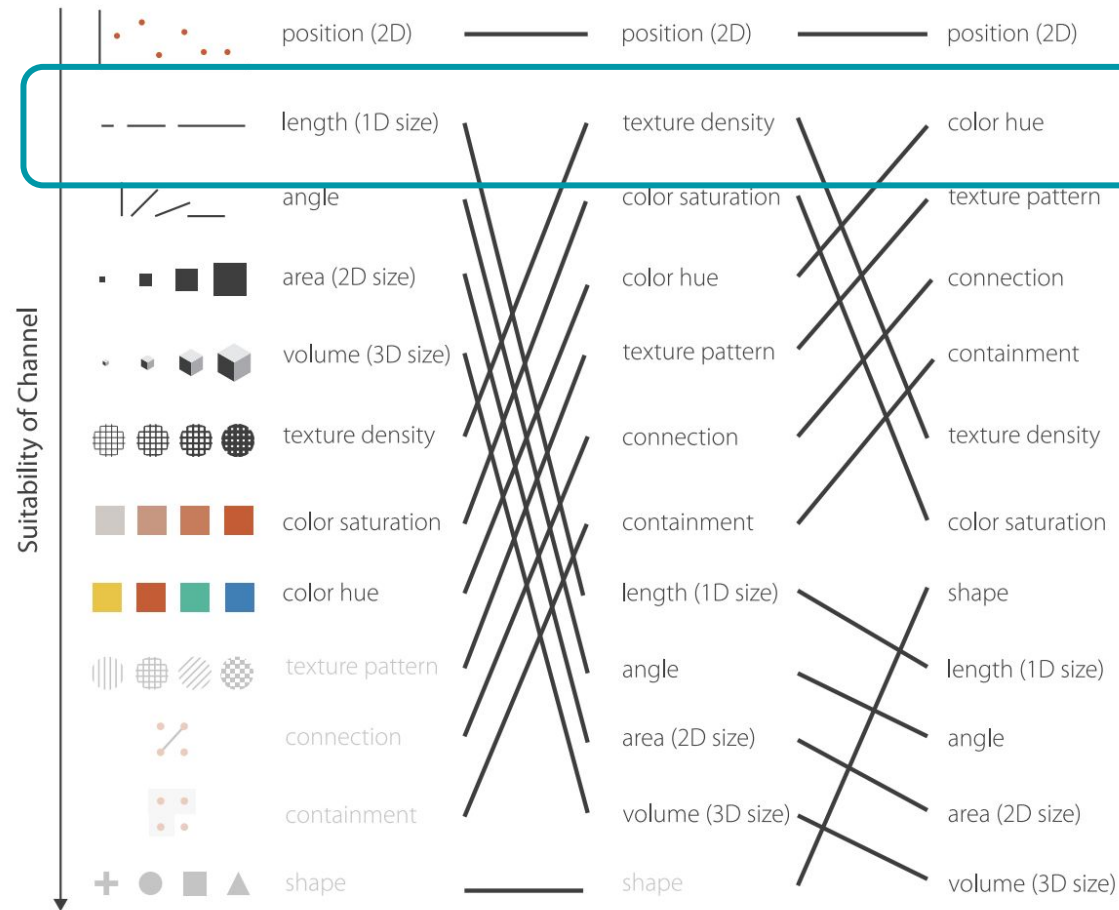 Suitability of Channel
position (2D) position (2D) position (2D)
length (1D size) texture density color hue
angle color saturation texture pattern
area (2D size) color hue connection
volume (3D size) texture pattern containment
texture density connection texture density
color saturation containment color saturation
color hue length (1D size) shape
texture pattern angle length (1D size)
connection area (2D size) angle
containment volume (3D size) area (2D size)
shape shape volume (3D size)